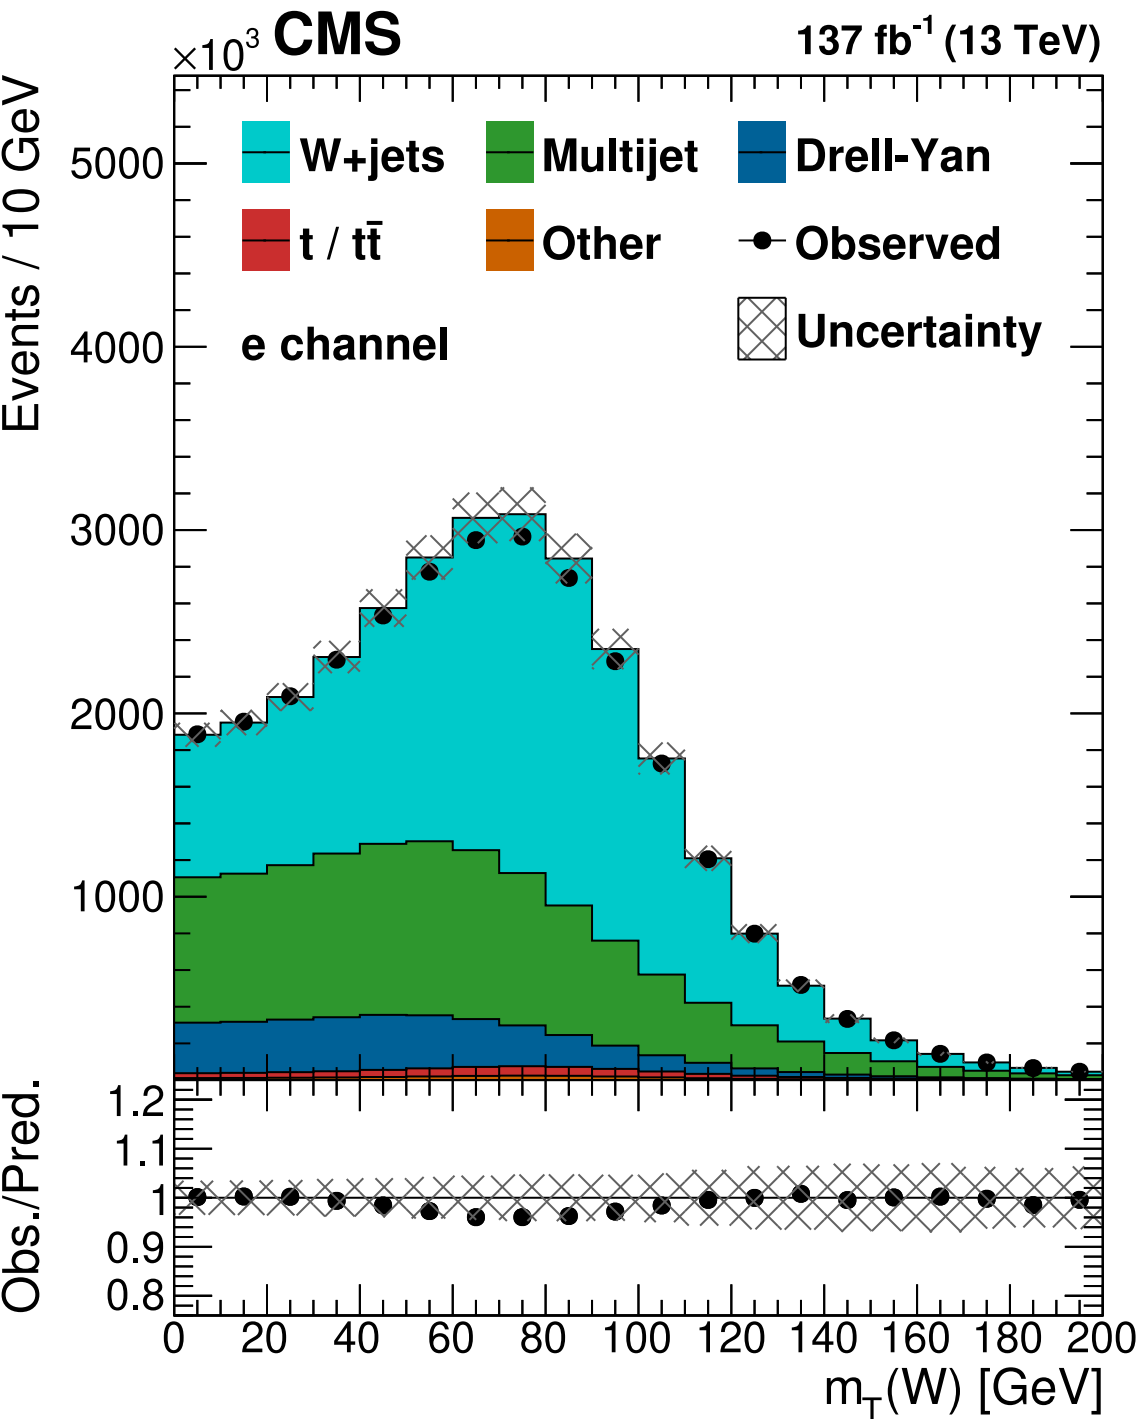 ×10³ CMS 137 fb⁻¹ (13 TeV)
Events / 10 GeV
5000
4000
3000
2000
1000
W+jets Multijet Drell-Yan
t / tt̄ Other Observed
e channel Uncertainty
Obs./Pred.
1.2
1.1
1
0.9
0.8
0 20 40 60 80 100 120 140 160 180 200
m_T(W) [GeV]